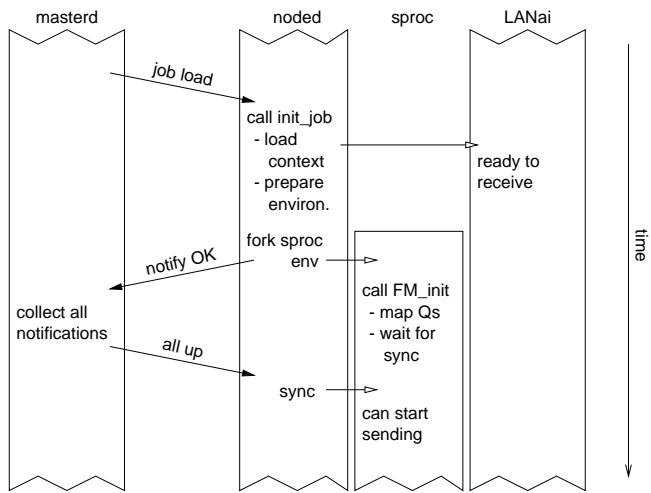 masterd noded sproc LANai
job load
call init_job
- load
context
- prepare
environ.
ready to
receive
fork sproc
env
notify OK
call FM_init
- map Qs
- wait for
sync
collect all
notifications
all up
sync
can start
sending
time